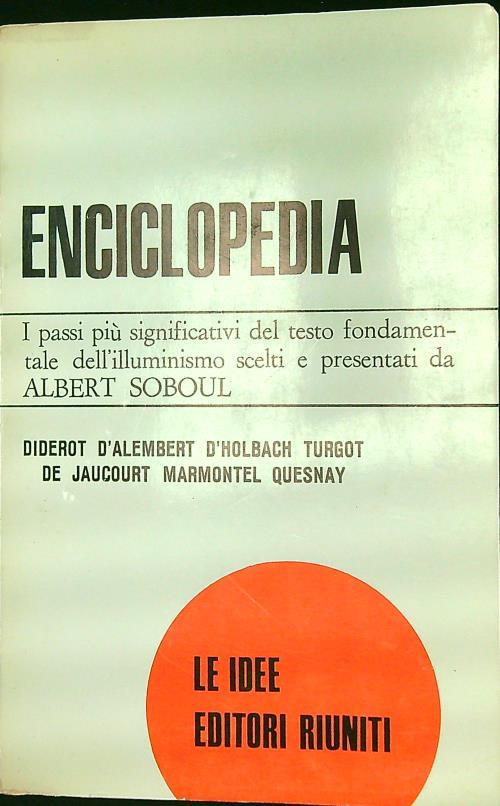 ENCICLOPEDIA
I passi più significativi del testo fondamen-
tale dell'illuminismo scelti e presentati da
ALBERT SOBOUL
DIDEROT D'ALEMBERT D'HOLBACH TURGOT
DE JAUCOURT MARMONTEL QUESNAY
LE IDEE
EDITORI RIUNITI